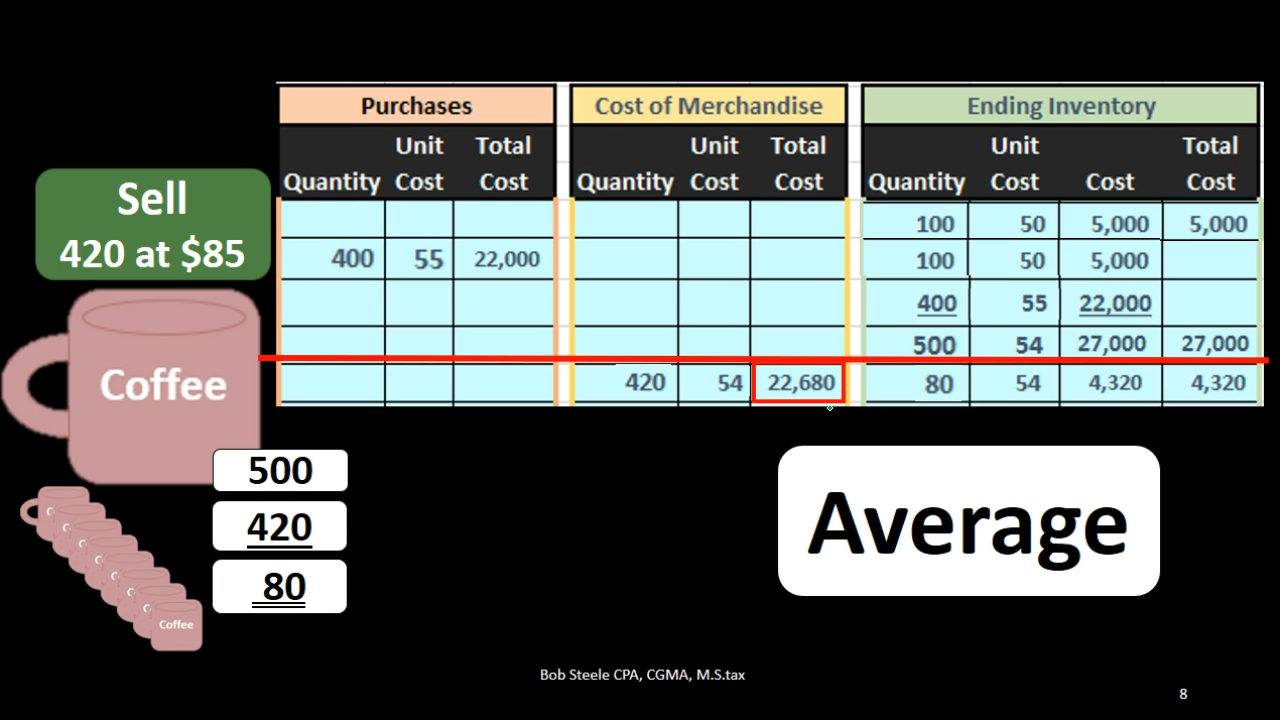 Purchases Cost of Merchandise Ending Inventory
Unit Total Unit Total Unit Total
Quantity Cost Cost Quantity Cost Cost Quantity Cost Cost Cost
Sell
420 at $85
100 50 5,000 5,000
400 55 22,000 100 50 5,000
400 55 22,000
500 54 27,000 27,000
420 54 22,680 80 54 4,320 4,320
Coffee
500
420
80
Average
Coffee
Bob Steele CPA, CGMA, M.S.tax
8